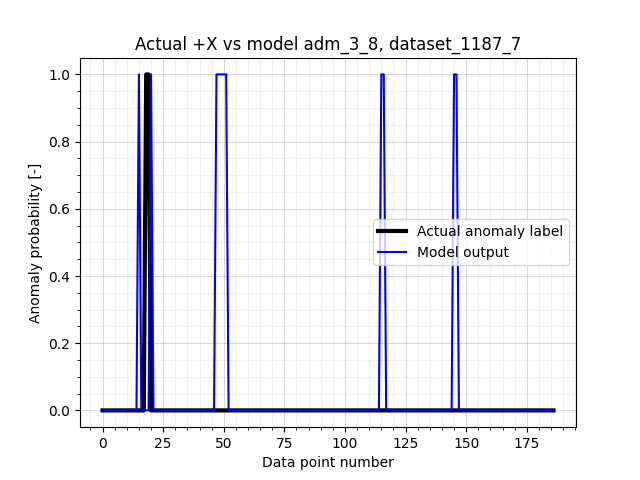 Actual +X vs model adm_3_8, dataset_1187_7
1.0
0.8
0.6
0.4
0.2
0.0
Anomaly probability [-]
Actual anomaly label
Model output
0 25 50 75 100 125 150 175
Data point number